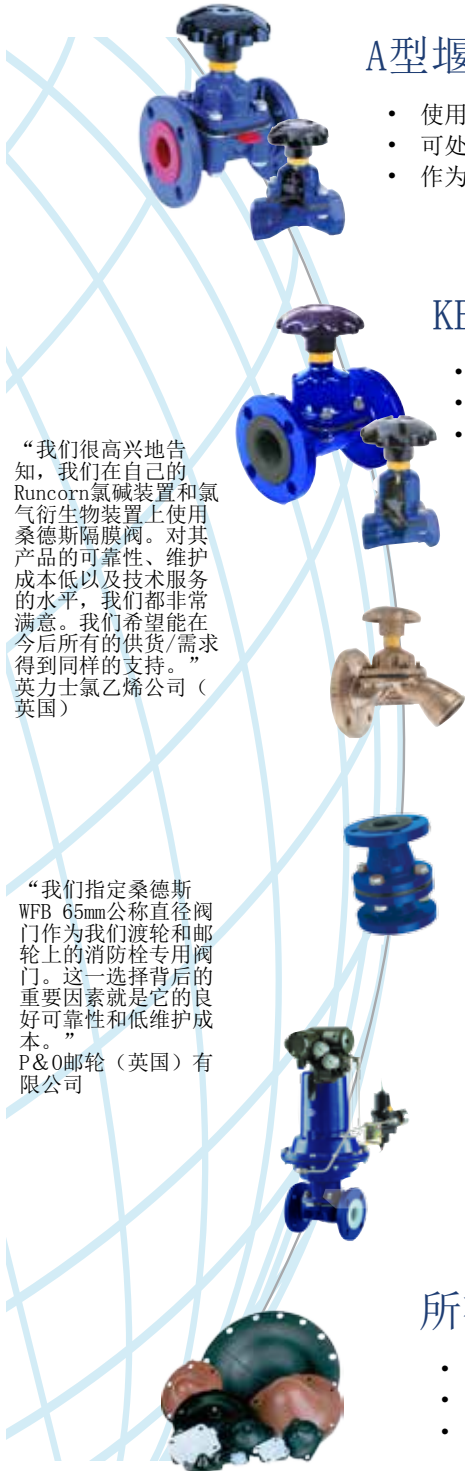 A型堰
• 使用
• 可处
• 作为
KB
•
•
•
“我们很高兴地告
知，我们在自己的
Runcorn氯碱装置和氯
气衍生物装置上使用
桑德斯隔膜阀。对其
产品的可靠性、维护
成本低以及技术服务
的水平，我们都非常
满意。我们希望能在
今后所有的供货/需求
得到同样的支持。”
英力士氯乙烯公司（
英国）
“我们指定桑德斯
WFB 65mm公称直径阀
门作为我们渡轮和邮
轮上的消防栓专用阀
门。这一选择背后的
重要因素就是它的良
好可靠性和低维护成
本。”
P&O邮轮（英国）有
限公司
所
•
•
•